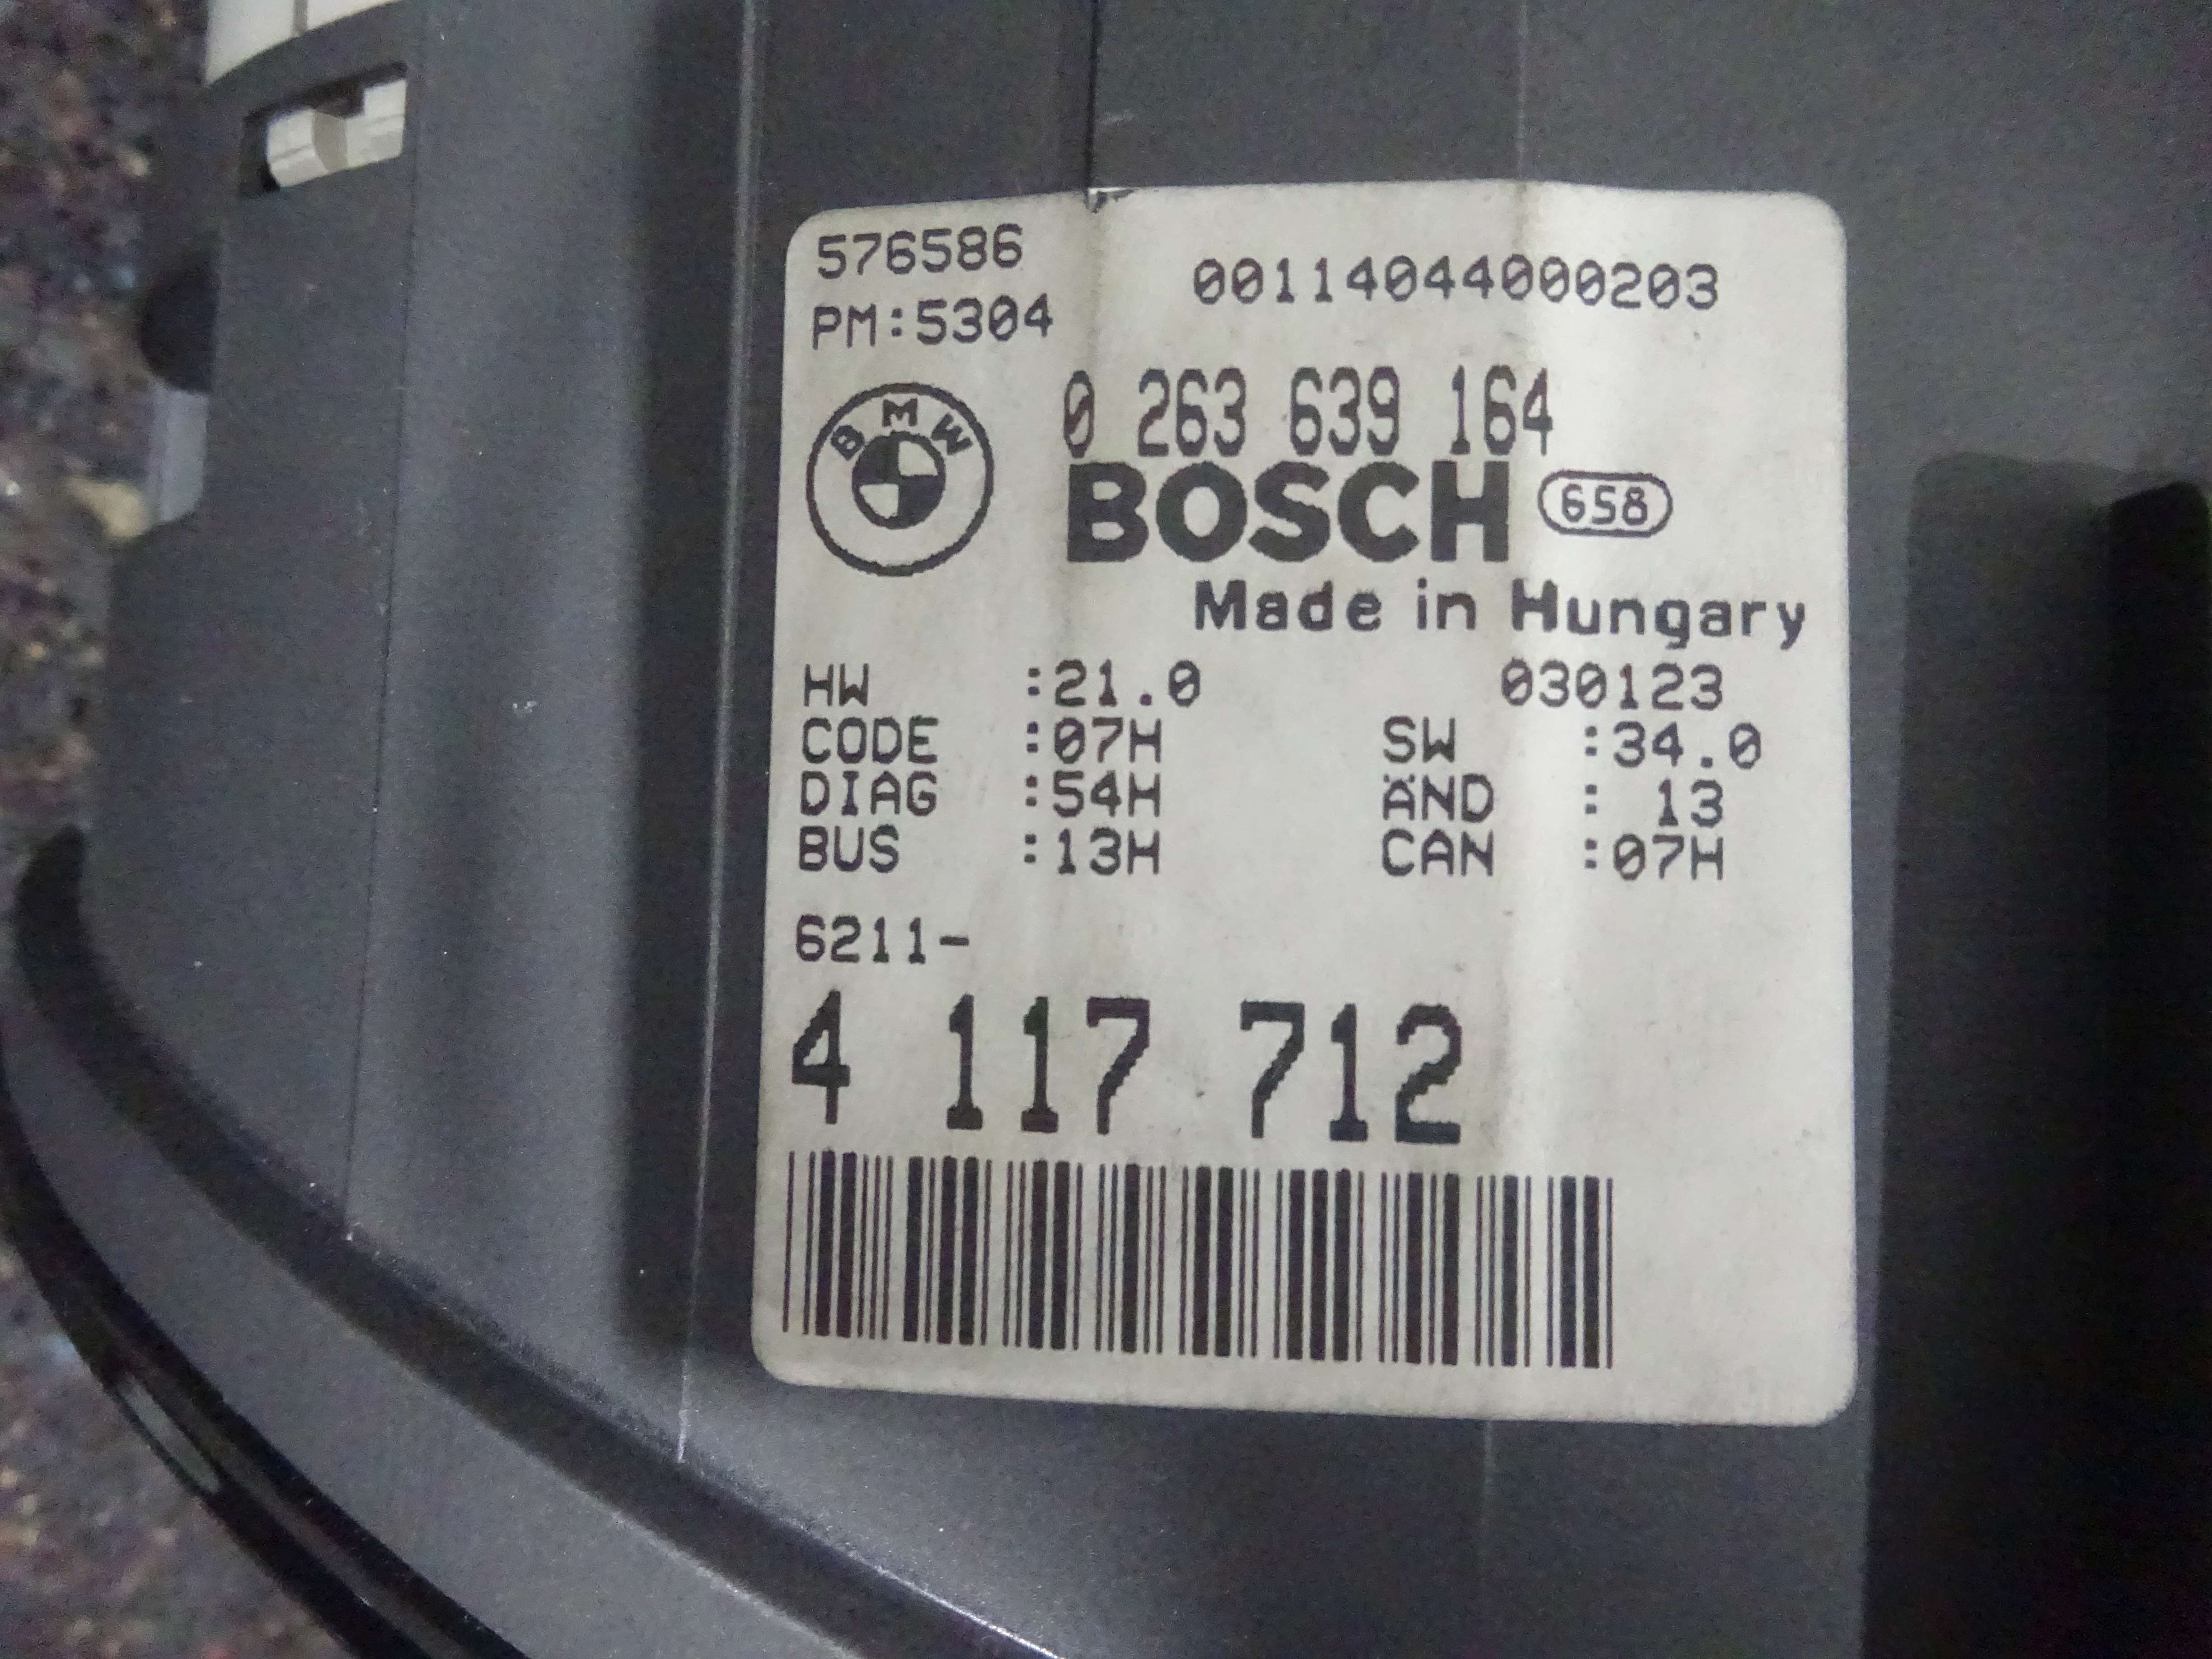 576586
00114044000203
PM:5304
BMW
0 263 639 164
BOSCH 658
Made in Hungary
HW :21.0 030123
CODE :07H SW :34.0
DIAG :54H ÄND : 13
BUS :13H CAN :07H
6211-
4 117 712